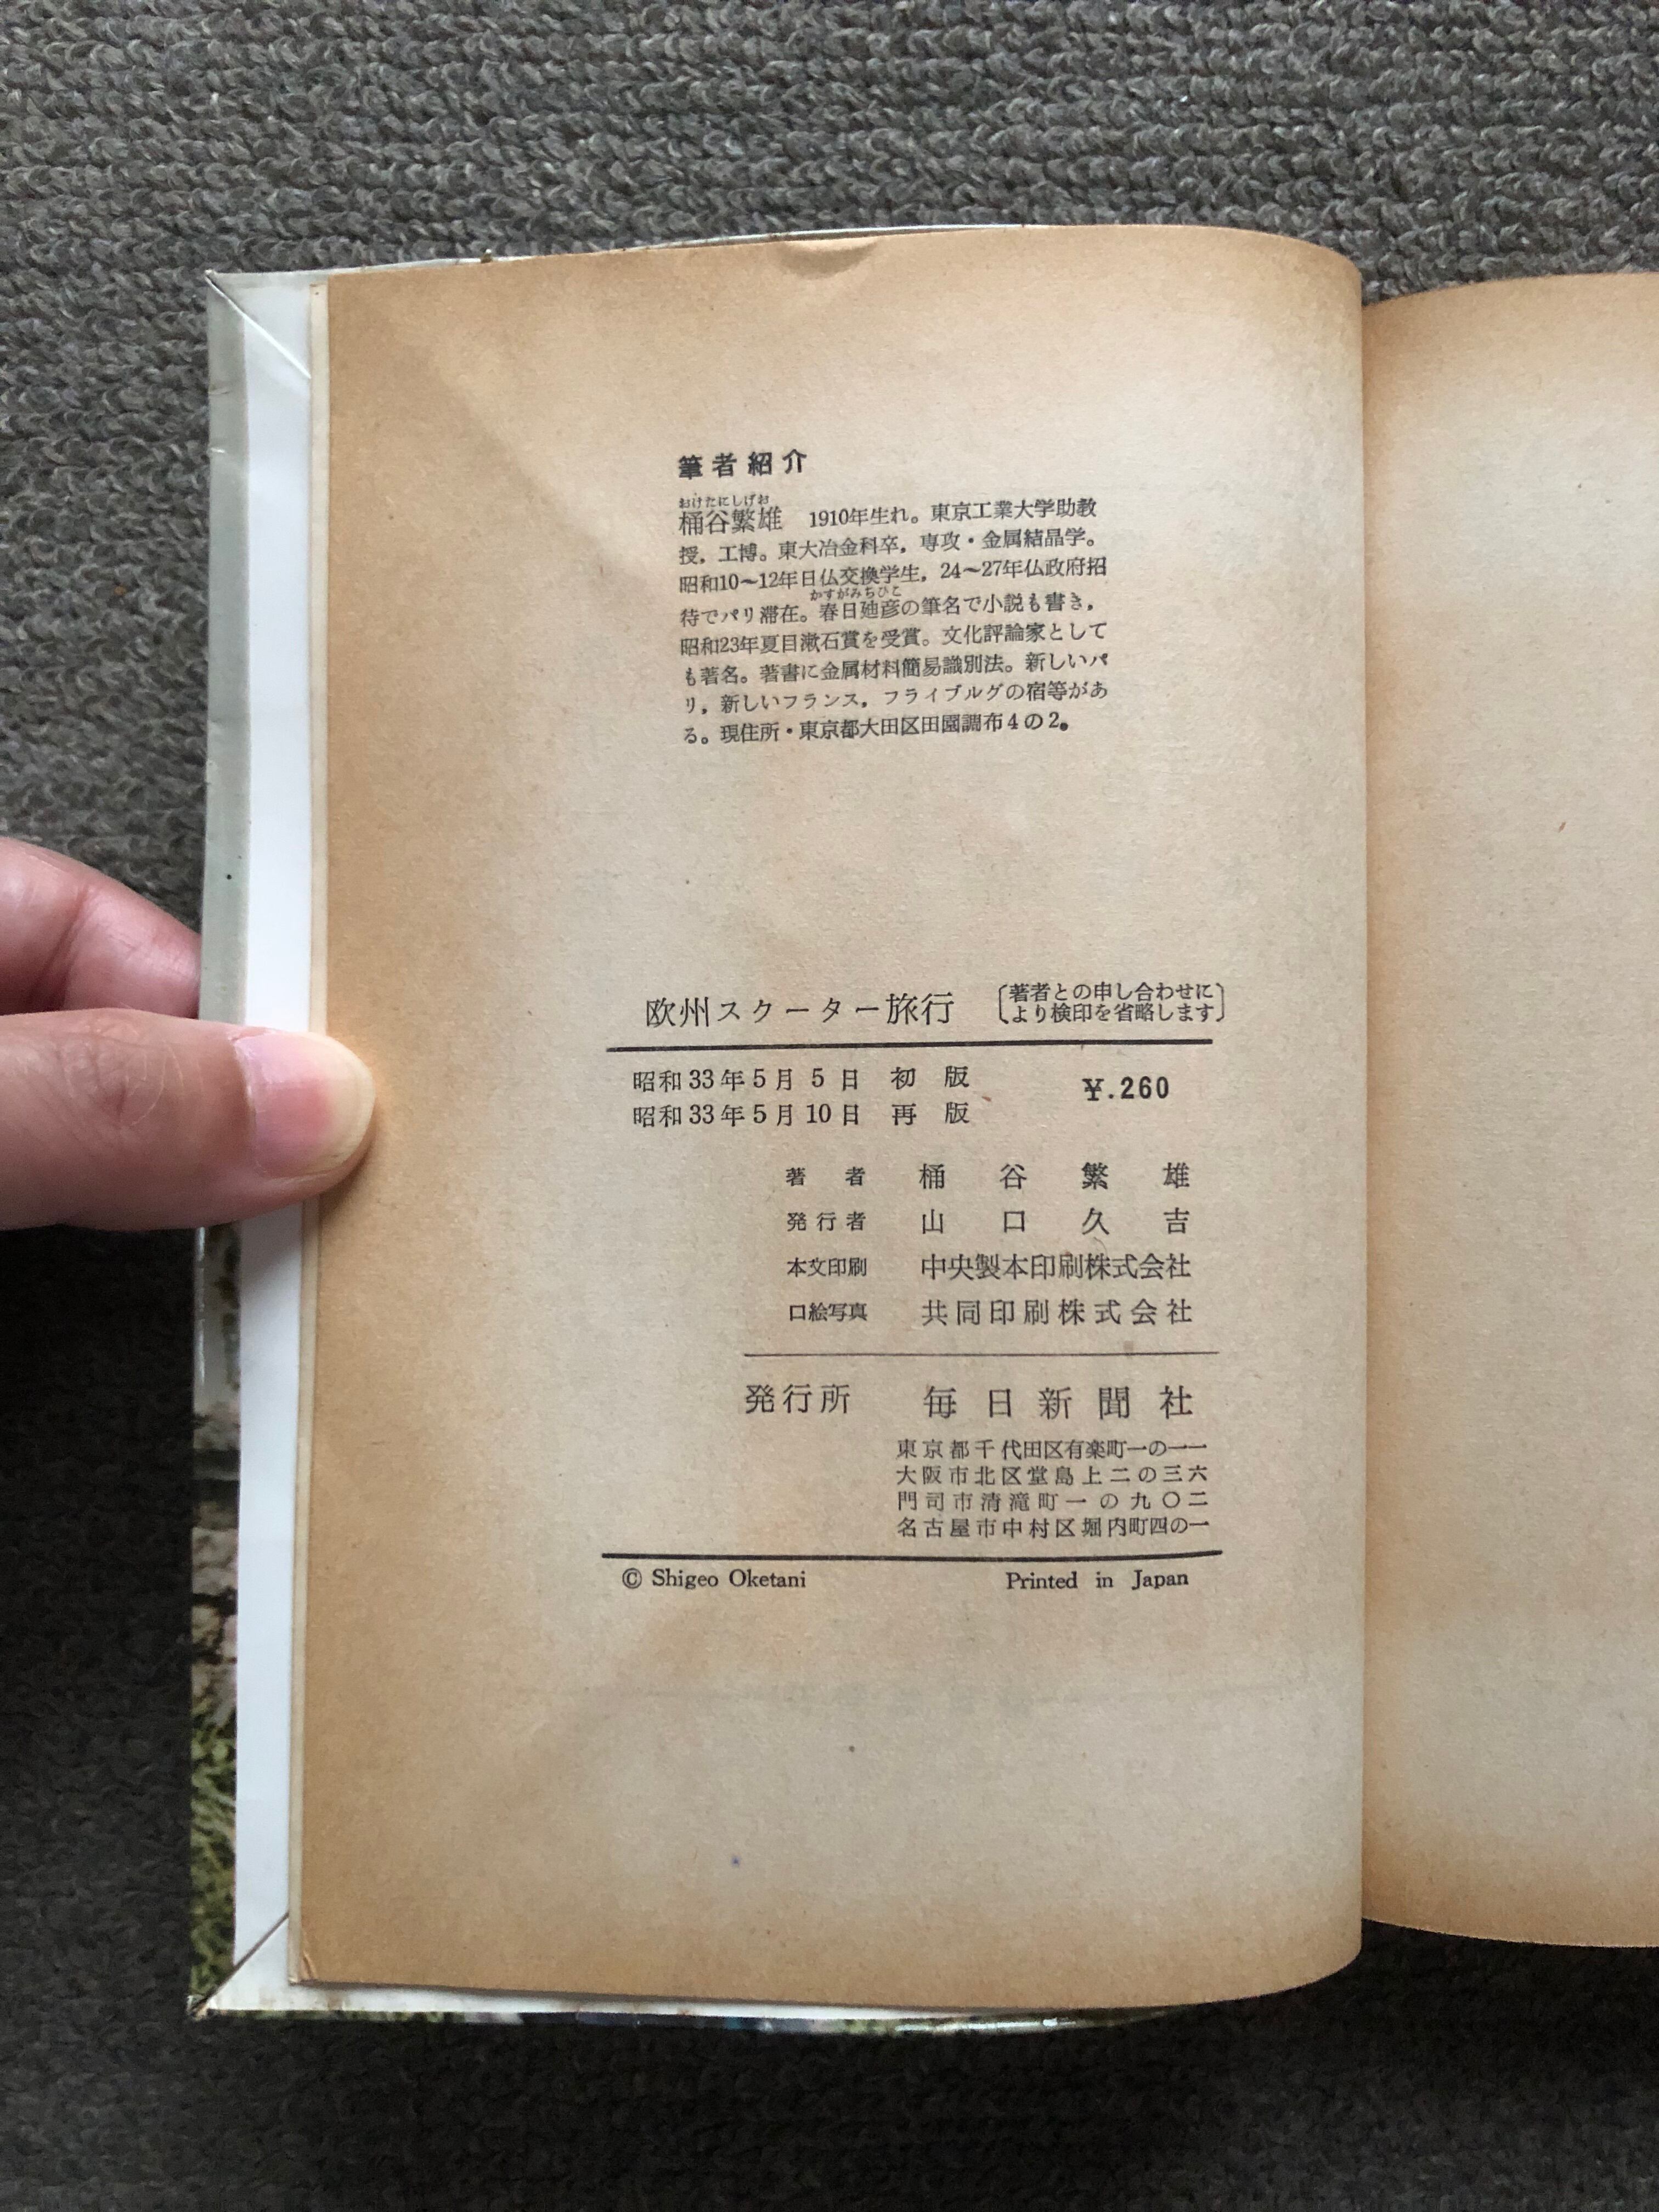 筆者紹介
おけたにしげお
桶谷繁雄 1910年生れ。東京工業大学助教
授，工博。東大冶金科卒，専攻・金属結晶学。
昭和10〜12年日仏交換学生，24〜27年仏政府招
かすがみちひこ
待でパリ滞在。春日廸彦の筆名で小説も書き，
昭和23年夏目漱石賞を受賞。文化評論家として
も著名。著書に金属材料簡易識別法。新しいパ
リ，新しいフランス，フライブルグの宿等があ
る。現住所・東京都大田区田園調布4の2。
欧州スクーター旅行
〔著者との申し合わせに
より検印を省略します〕
昭和33年5月5日 初版
¥.260
昭和33年5月10日 再版
著者 桶谷繁雄
発行者 山口久吉
本文印刷 中央製本印刷株式会社
口絵写真 共同印刷株式会社
発行所 毎日新聞社
東京都千代田区有楽町一の一一
大阪市北区堂島上二の三六
門司市清滝町一の九〇二
名古屋市中村区堀内町四の一
© Shigeo Oketani Printed in Japan